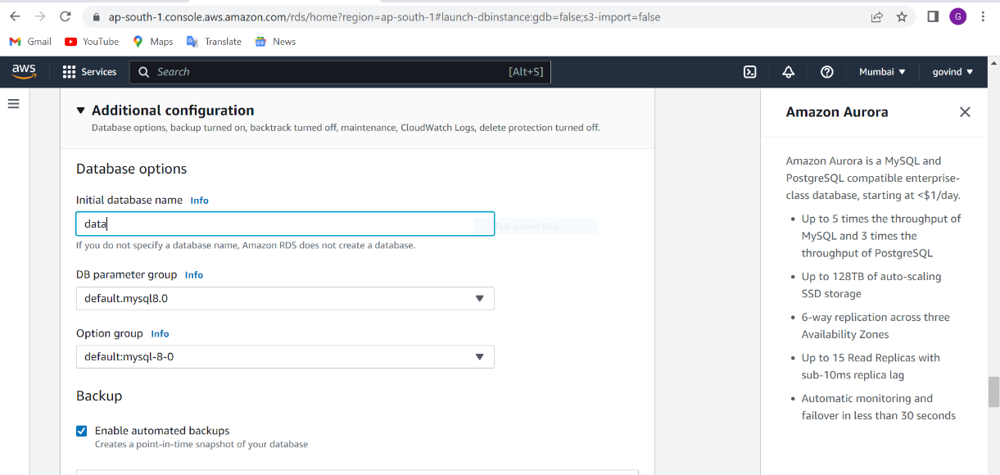 ap-south-1.console.aws.amazon.com/rds/home?region=ap-south-1#launch-dbinstance:gdb=false;s3-import=false
G
Gmail YouTube Maps Translate News
aws Services Search [Alt+S] Mumbai govind
Additional configuration
Database options, backup turned on, backtrack turned off, maintenance, CloudWatch Logs, delete protection turned off.
Database options
Initial database name Info
data
Full-screen Snip
If you do not specify a database name, Amazon RDS does not create a database.
DB parameter group Info
default.mysql8.0
Option group Info
default:mysql-8-0
Backup
Enable automated backups
Creates a point-in-time snapshot of your database
Amazon Aurora
Amazon Aurora is a MySQL and
PostgreSQL compatible enterprise-
class database, starting at <$1/day.
• Up to 5 times the throughput of
MySQL and 3 times the
throughput of PostgreSQL
• Up to 128TB of auto-scaling
SSD storage
• 6-way replication across three
Availability Zones
• Up to 15 Read Replicas with
sub-10ms replica lag
• Automatic monitoring and
failover in less than 30 seconds